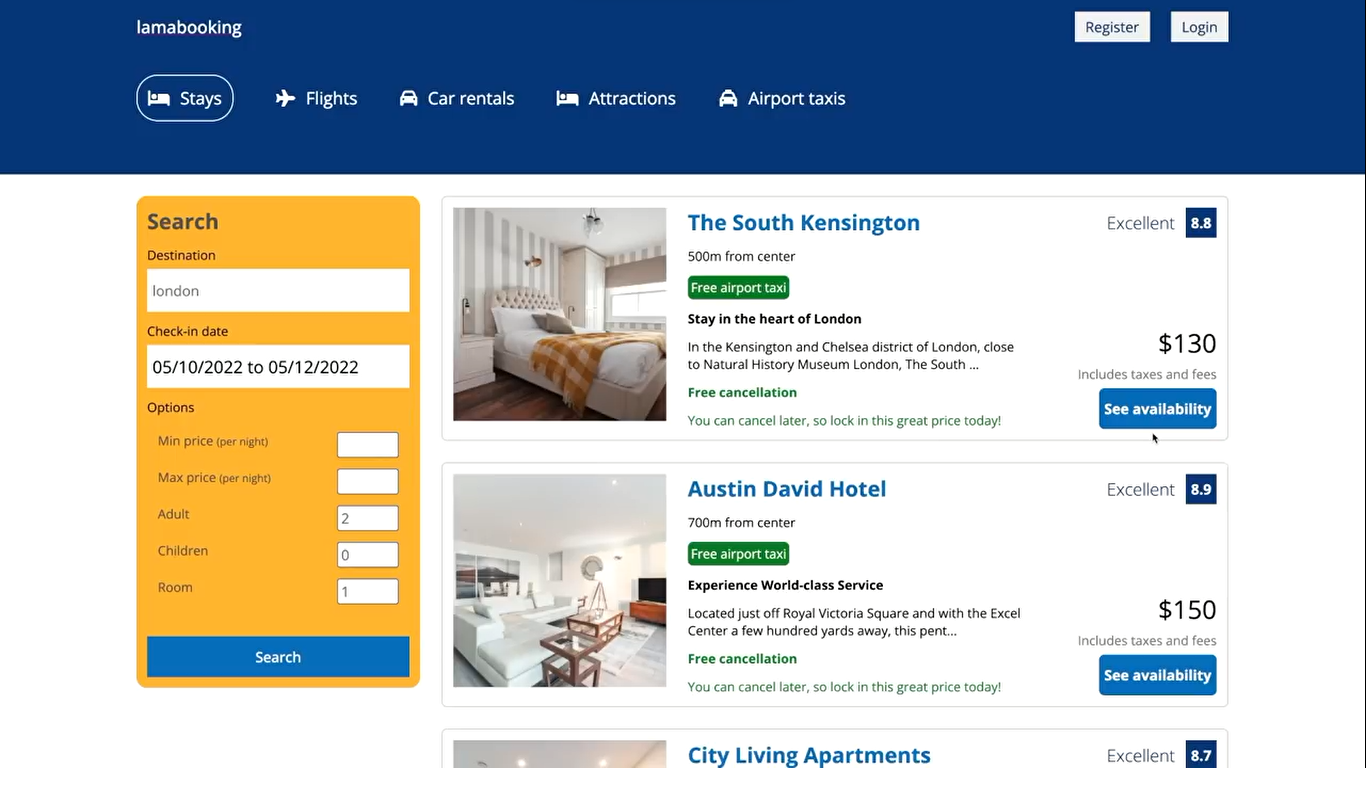 lamabooking
Register
Login
Stays
Flights
Car rentals
Attractions
Airport taxis
Search
Destination
london
Check-in date
05/10/2022 to 05/12/2022
Options
Min price (per night)
Max price (per night)
Adult
2
Children
0
Room
1
Search
The South Kensington
Excellent 8.8
500m from center
Free airport taxi
Stay in the heart of London
In the Kensington and Chelsea district of London, close
to Natural History Museum London, The South ...
Free cancellation
You can cancel later, so lock in this great price today!
$130
Includes taxes and fees
See availability
Austin David Hotel
Excellent 8.9
700m from center
Free airport taxi
Experience World-class Service
Located just off Royal Victoria Square and with the Excel
Center a few hundred yards away, this pent...
Free cancellation
You can cancel later, so lock in this great price today!
$150
Includes taxes and fees
See availability
City Living Apartments
Excellent 8.7